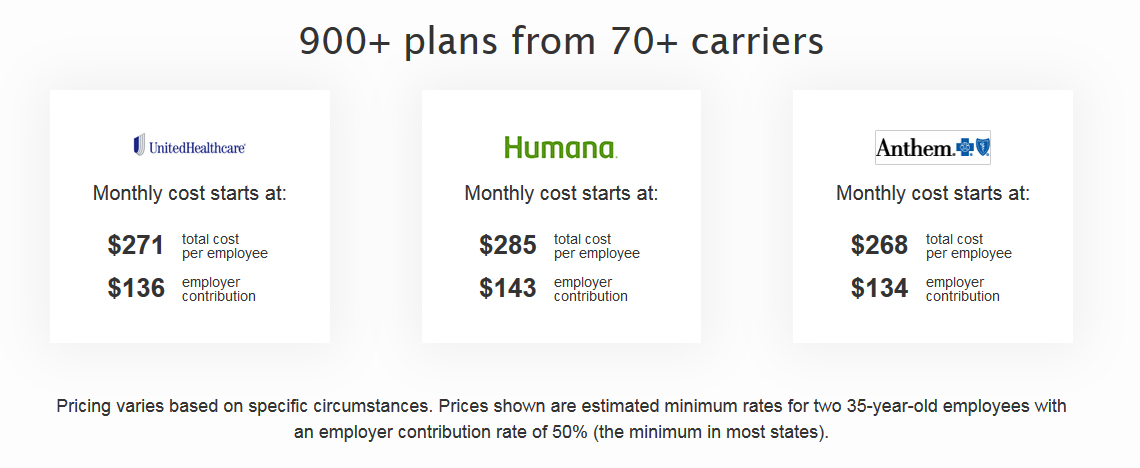 900+ plans from 70+ carriers
UnitedHealthcare
Monthly cost starts at:
$271 total cost
per employee
$136 employer
contribution
Humana.
Monthly cost starts at:
$285 total cost
per employee
$143 employer
contribution
Anthem.
Monthly cost starts at:
$268 total cost
per employee
$134 employer
contribution
Pricing varies based on specific circumstances. Prices shown are estimated minimum rates for two 35-year-old employees with
an employer contribution rate of 50% (the minimum in most states).